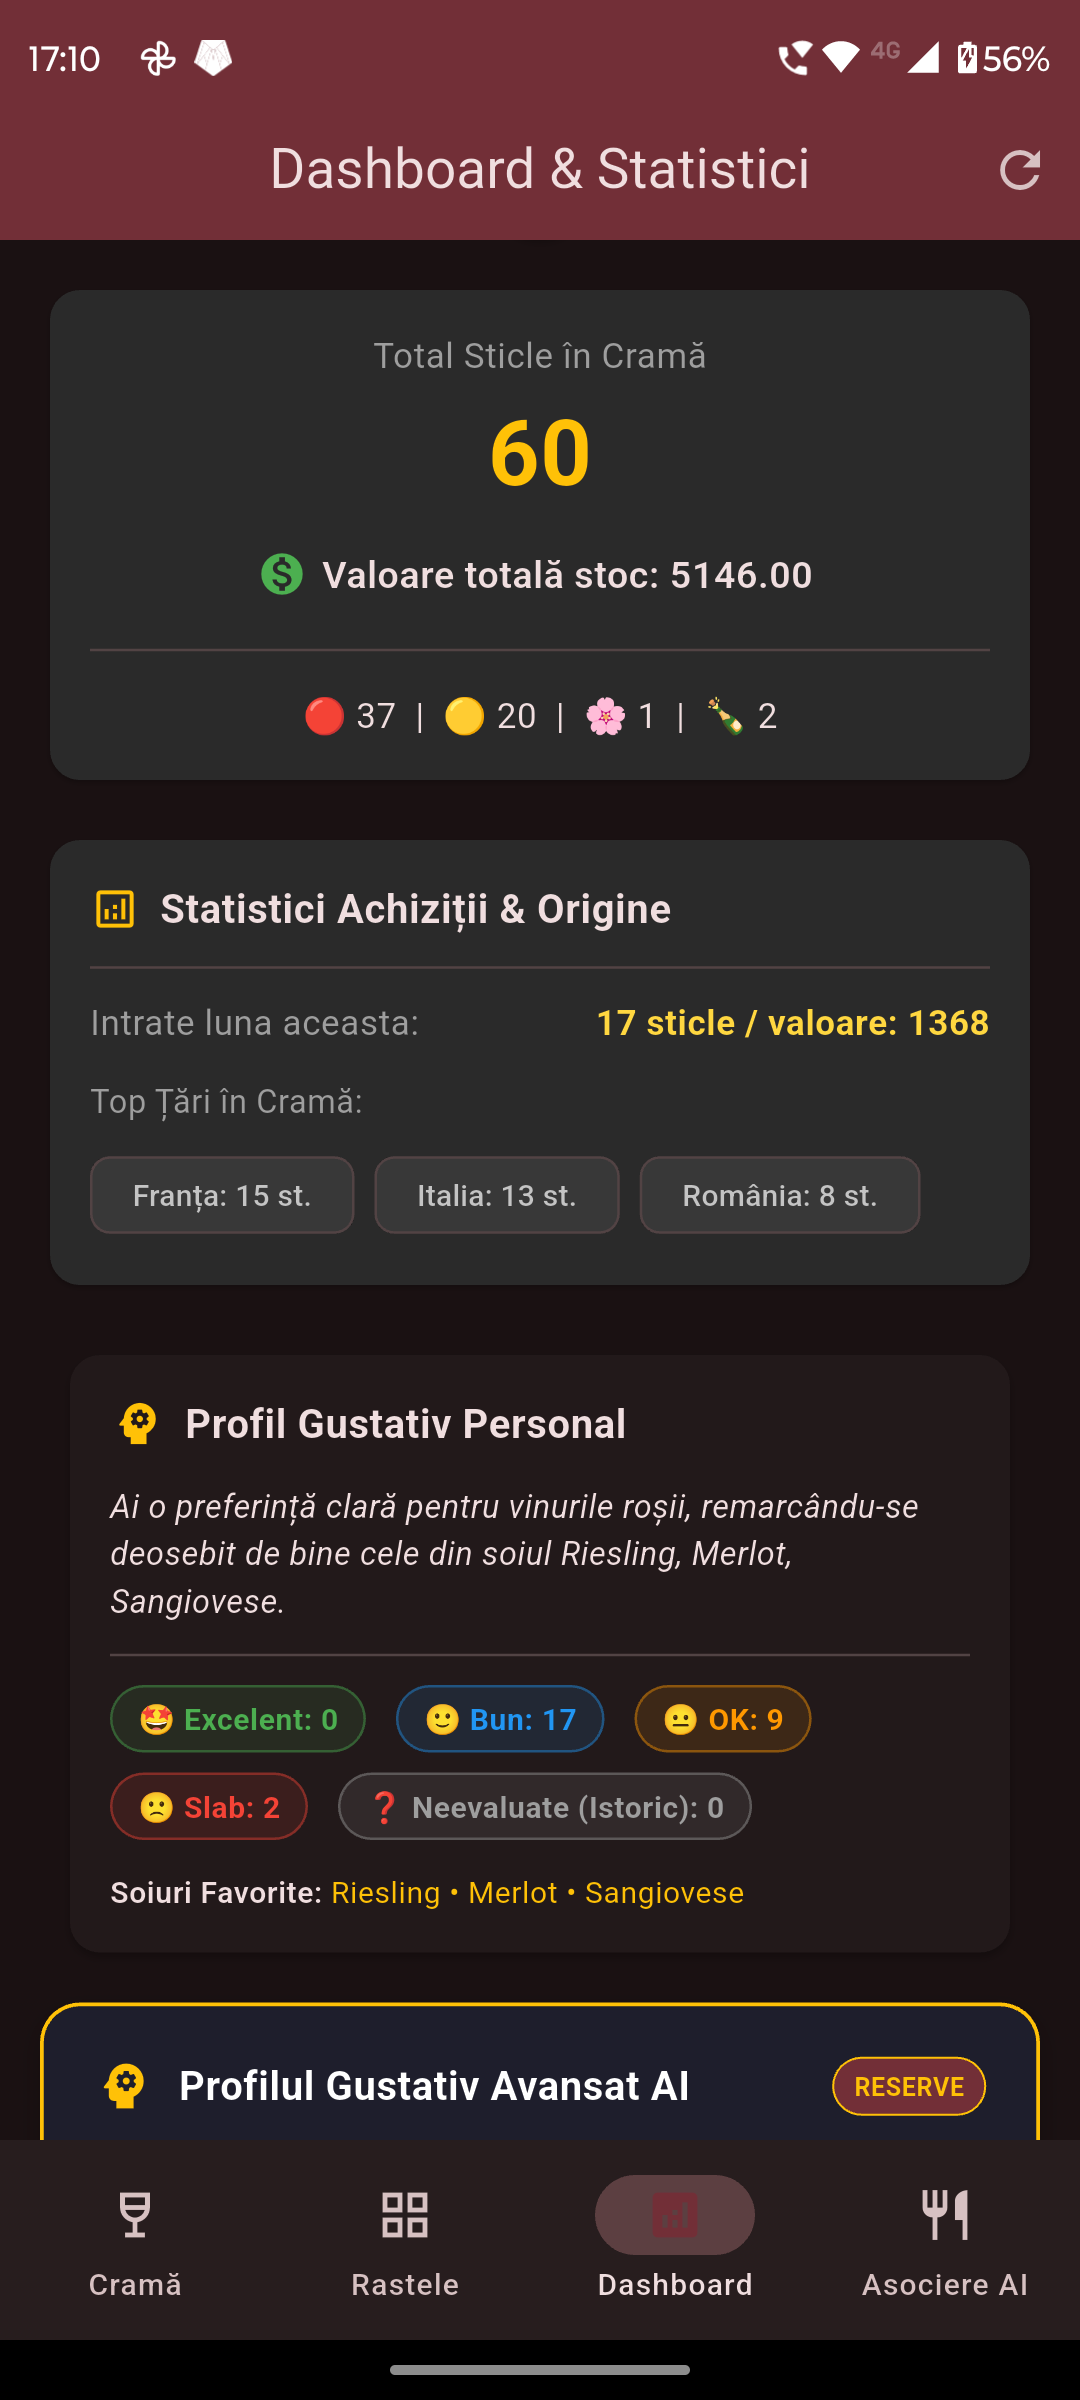 17:10
4G
56%
Dashboard & Statistici
Total Sticle în Cramă
60
Valoare totală stoc: 5146.00
🔴 37 | 🟡 20 | 🌸 1 | 🍾 2
Statistici Achiziții & Origine
Intrate luna aceasta: 17 sticle / valoare: 1368
Top Țări în Cramă:
Franța: 15 st. Italia: 13 st. România: 8 st.
Profil Gustativ Personal
Ai o preferință clară pentru vinurile roșii, remarcându-se
deosebit de bine cele din soiul Riesling, Merlot,
Sangiovese.
🤩 Excelent: 0 🙂 Bun: 17 😐 OK: 9
🙁 Slab: 2 ❓ Neevaluate (Istoric): 0
Soiuri Favorite: Riesling • Merlot • Sangiovese
Profilul Gustativ Avansat AI RESERVE
Cramă Rastele Dashboard Asociere AI